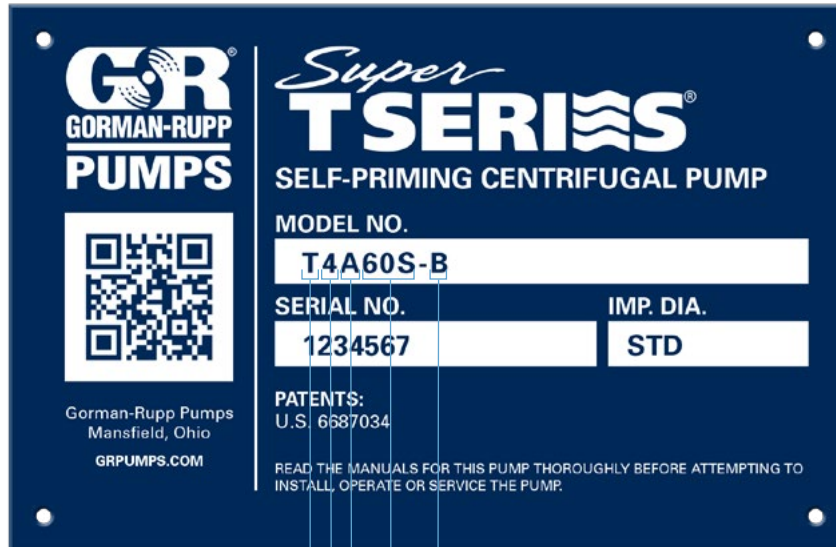 GR®
GORMAN-RUPP
PUMPS
Gorman-Rupp Pumps
Mansfield, Ohio
GRPUMPS.COM
Super
T SERIES®
SELF-PRIMING CENTRIFUGAL PUMP
MODEL NO.
T4A60S-B
SERIAL NO.
1234567
IMP. DIA.
STD
PATENTS:
U.S. 6687034
READ THE MANUALS FOR THIS PUMP THOROUGHLY BEFORE ATTEMPTING TO
INSTALL, OPERATE OR SERVICE THE PUMP.